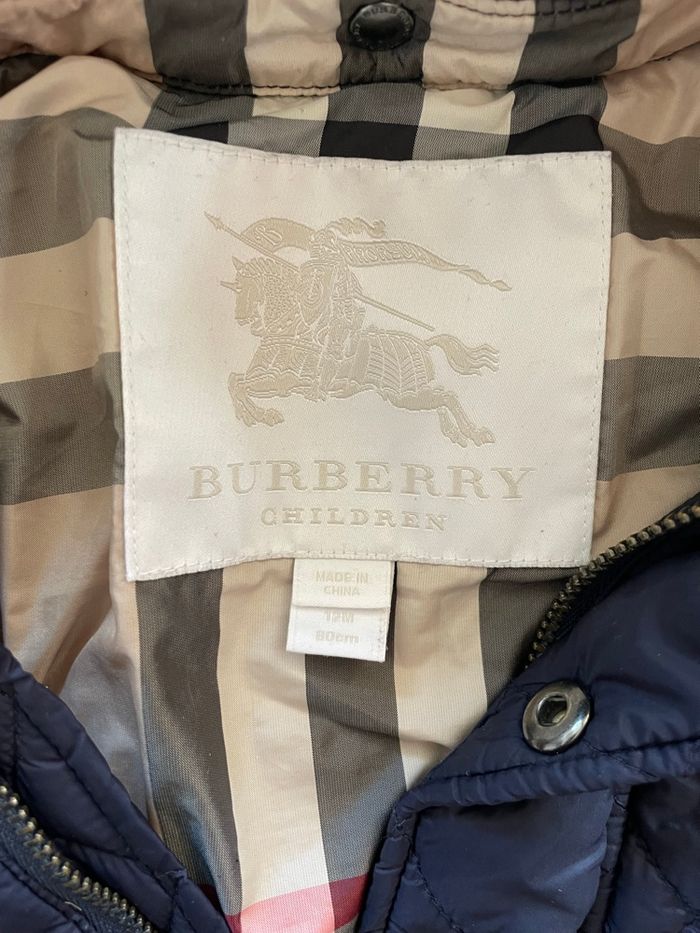 BURBERRY
CHILDREN
MADE IN
CHINA
12M
80cm